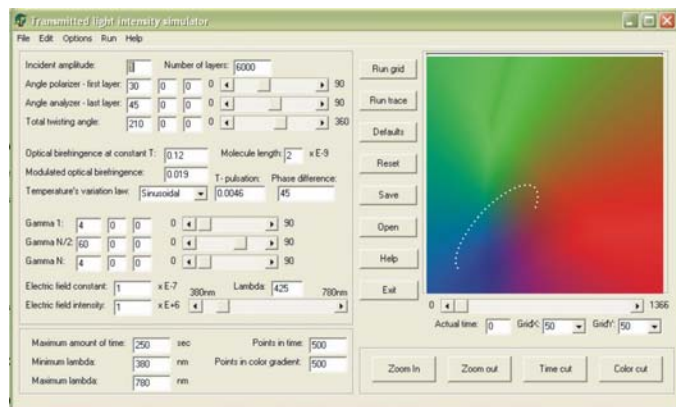 Transmitted light intensity simulator
File Edit Options Run Help
Incident amplitude: Number of layers: 6000
Angle polarizer - first layer: 30 0 0 0 90
Angle analyzer - last layer: 45 0 0 0 90
Total twisting angle: 210 0 0 0 360
Optical birefringence at constant T: 0.12 Molecule length: 2 x E-9
Modulated optical birefringence: 0.019 T- pulsation: Phase difference:
Temperature's variation law: Sinusoidal 0.0046 45
Gamma 1: 4 0 0 0 90
Gamma N/2: 60 0 0 0 90
Gamma N: 4 0 0 0 90
Electric field constant: 1 x E-7 380nm Lambda: 425 780nm
Electric field intensity: 1 x E+6
Maximum amount of time: 250 sec Points in time: 500
Minimum lambda: 380 nm Points in color gradient: 500
Maximum lambda: 780 nm
Run grid
Run trace
Defaults
Reset
Save
Open
Help
Exit
0 1366
Actual time: 0 GridX: 50 GridY: 50
Zoom In Zoom out Time cut Color cut